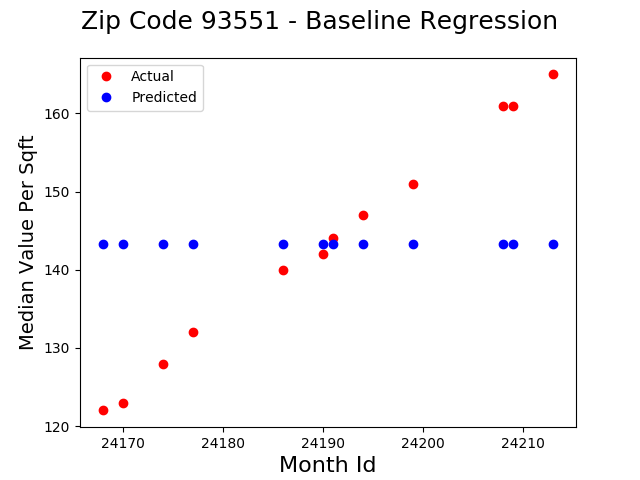 Zip Code 93551 - Baseline Regression
Actual
Predicted
Median Value Per Sqft
160
150
140
130
120
24170
24180
24190
24200
24210
Month Id